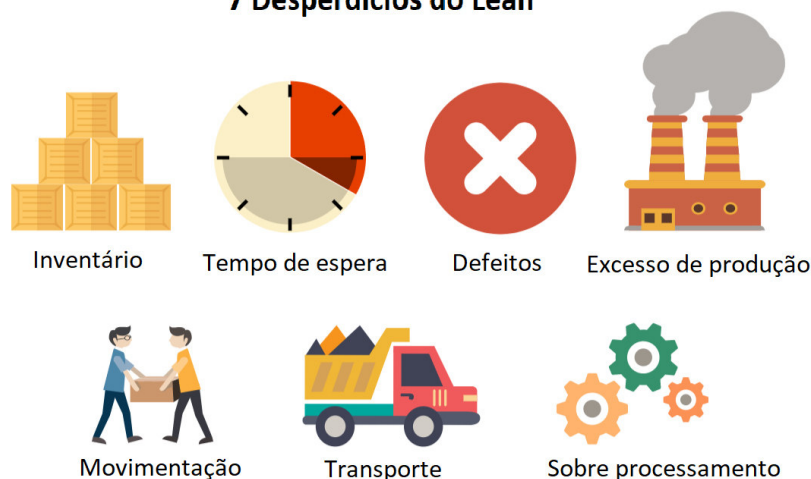 7 Desperdícios do Lean
Inventário
Tempo de espera
Defeitos
Excesso de produção
Movimentação
Transporte
Sobre processamento